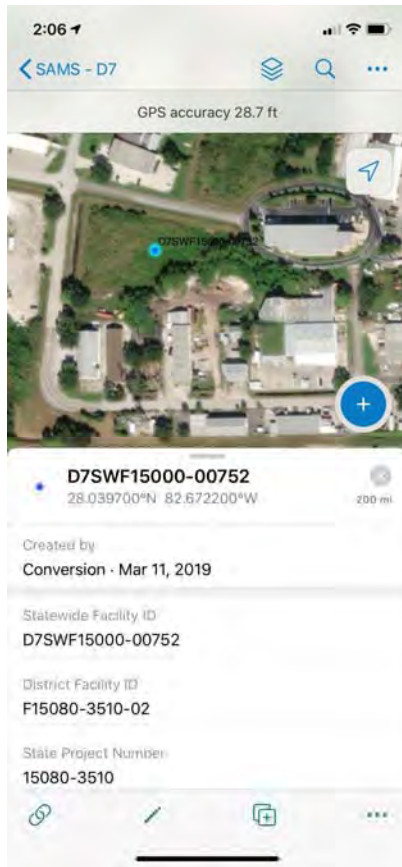 2:06
SAMS - D7
GPS accuracy 28.7 ft
D7SWF15000-00752
D7SWF15000-00752
28.039700°N 82.672200°W
200 mi
Created by
Conversion · Mar 11, 2019
Statewide Facility ID
D7SWF15000-00752
District Facility ID
F15080-3510-02
State Project Number
15080-3510